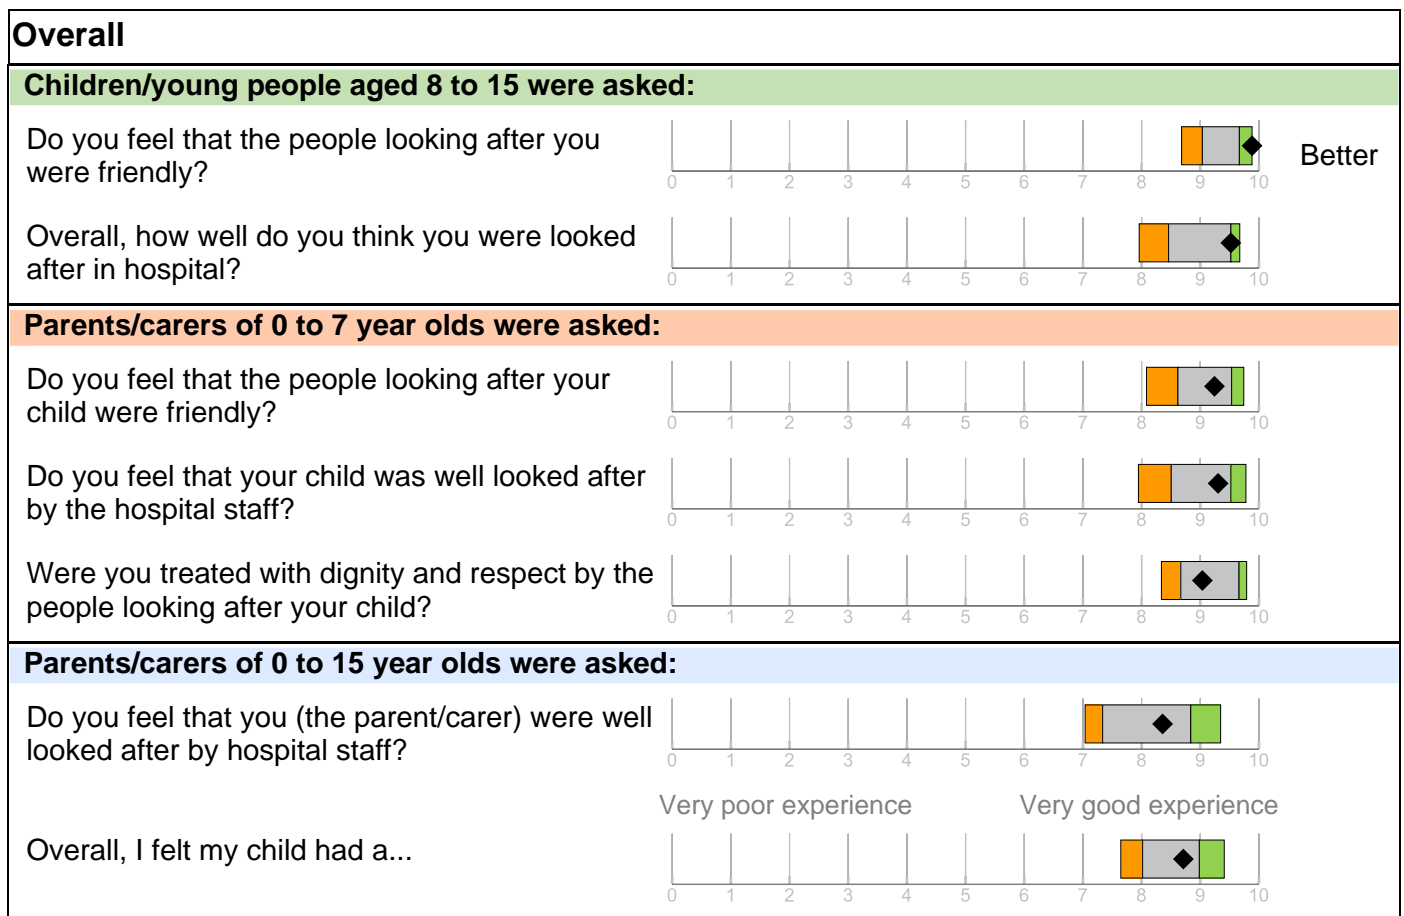 Overall
Children/young people aged 8 to 15 were asked:
Do you feel that the people looking after you
were friendly?
Better
0 1 2 3 4 5 6 7 8 9 10
Overall, how well do you think you were looked
after in hospital?
0 1 2 3 4 5 6 7 8 9 10
Parents/carers of 0 to 7 year olds were asked:
Do you feel that the people looking after your
child were friendly?
0 1 2 3 4 5 6 7 8 9 10
Do you feel that your child was well looked after
by the hospital staff?
0 1 2 3 4 5 6 7 8 9 10
Were you treated with dignity and respect by the
people looking after your child?
0 1 2 3 4 5 6 7 8 9 10
Parents/carers of 0 to 15 year olds were asked:
Do you feel that you (the parent/carer) were well
looked after by hospital staff?
0 1 2 3 4 5 6 7 8 9 10
Very poor experience Very good experience
Overall, I felt my child had a...
0 1 2 3 4 5 6 7 8 9 10